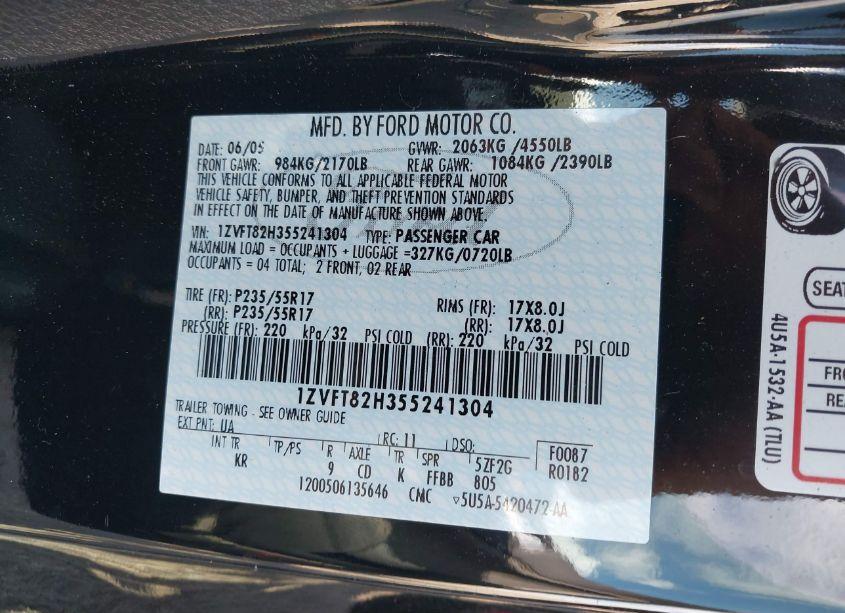 MFD. BY FORD MOTOR CO.
DATE: 06/05 GVWR: 2063KG /4550LB
FRONT GAWR: 984KG/2170LB REAR GAWR: 1084KG /2390LB
THIS VEHICLE CONFORMS TO ALL APPLICABLE FEDERAL MOTOR
VEHICLE SAFETY, BUMPER, AND THEFT PREVENTION STANDARDS
IN EFFECT ON THE DATE OF MANUFACTURE SHOWN ABOVE.
VIN: 1ZVFT82H355241304 TYPE: PASSENGER CAR
MAXIMUM LOAD = OCCUPANTS + LUGGAGE =327KG/0720LB
OCCUPANTS = 04 TOTAL; 2 FRONT, 02 REAR
TIRE (FR): P235/55R17 RIMS (FR): 17X8.0J
(RR): P235/55R17 (RR): 17X8.0J
PRESSURE (FR): 220 kPa/32 PSI COLD (RR): 220 kPa/32 PSI COLD
1ZVFT82H355241304
TRAILER TOWING - SEE OWNER GUIDE
EXT PNT: UA RC: 11 DSO: F0087
INT TR TP/PS R AXLE TR SPR 5ZF2G R0182
KR 9 CD K FFBB 805
1200506135646 CMC ▽5U5A-5420472-AA
4U5A-1532-AA (TLU)
SEAT
FRO
REA